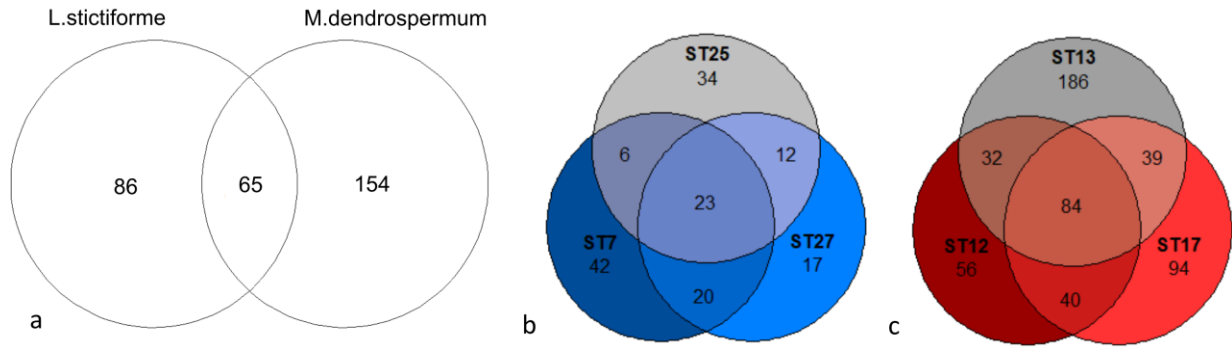 L.stictiforme
M.dendrospermum
86
65
154
a
ST25
34
6
12
23
ST7
42
ST27
17
20
b
ST13
186
32
39
84
ST12
56
ST17
94
40
c